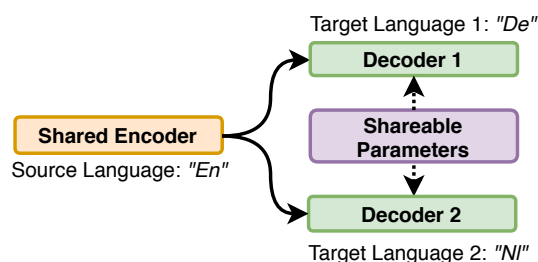 Target Language 1: "De"
Decoder 1
Shared Encoder
Source Language: "En"
Shareable
Parameters
Decoder 2
Target Language 2: "Nl"